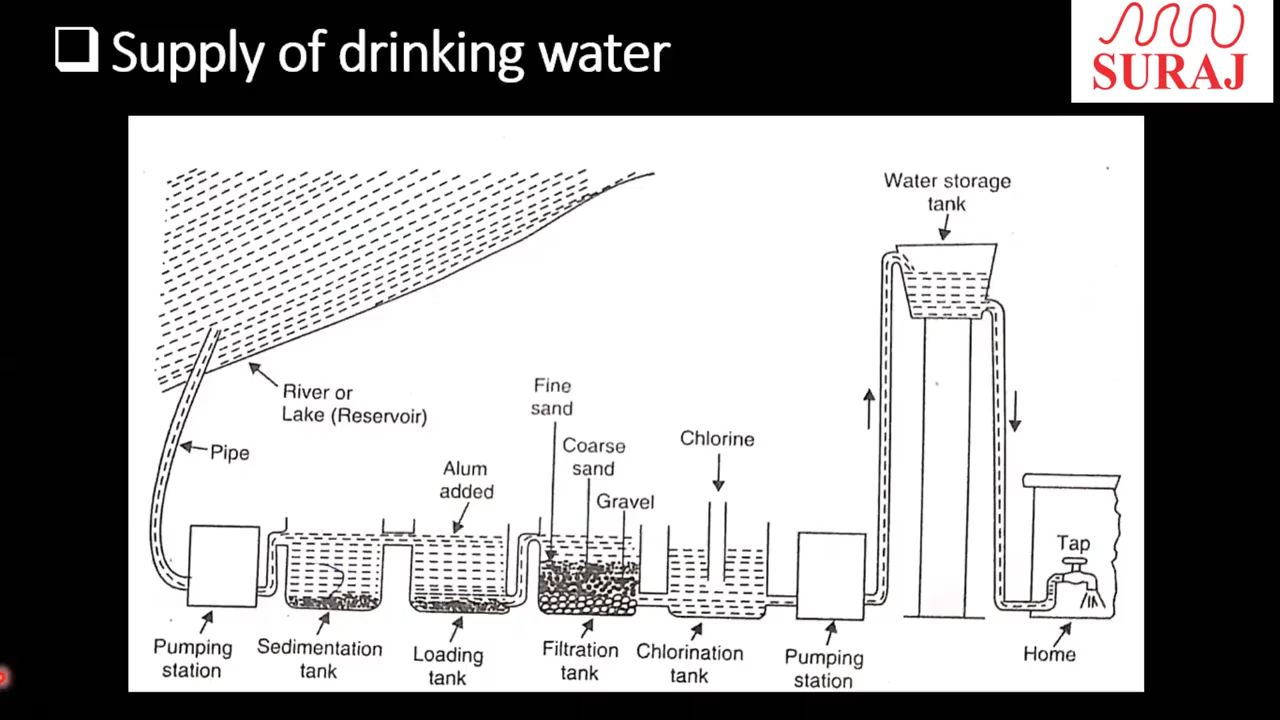 Supply of drinking water
SURAJ
Water storage
tank
River or
Lake (Reservoir)
Pipe
Fine
sand
Coarse
sand
Gravel
Alum
added
Chlorine
Tap
Pumping
station
Sedimentation
tank
Loading
tank
Filtration
tank
Chlorination
tank
Pumping
station
Home